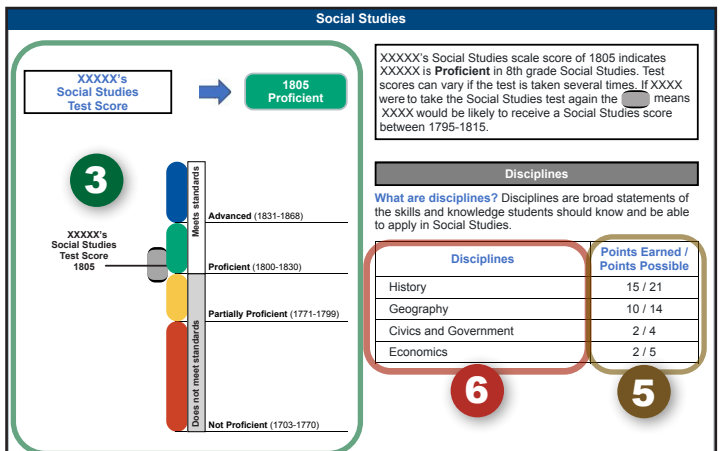 Social Studies
XXXXX's
Social Studies
Test Score
1805
Proficient
3
Meets standards
Does not meet standards
Advanced (1831-1868)
XXXXX's
Social Studies
Test Score
1805
Proficient (1800-1830)
Partially Proficient (1771-1799)
Not Proficient (1703-1770)
XXXXX's Social Studies scale score of 1805 indicates
XXXXX is Proficient in 8th grade Social Studies. Test
scores can vary if the test is taken several times. If XXXX
were to take the Social Studies test again the means
XXXX would be likely to receive a Social Studies score
between 1795-1815.
Disciplines
What are disciplines? Disciplines are broad statements of
the skills and knowledge students should know and be able
to apply in Social Studies.
Disciplines
Points Earned /
Points Possible
History 15 / 21
Geography 10 / 14
Civics and Government 2 / 4
Economics 2 / 5
6
5